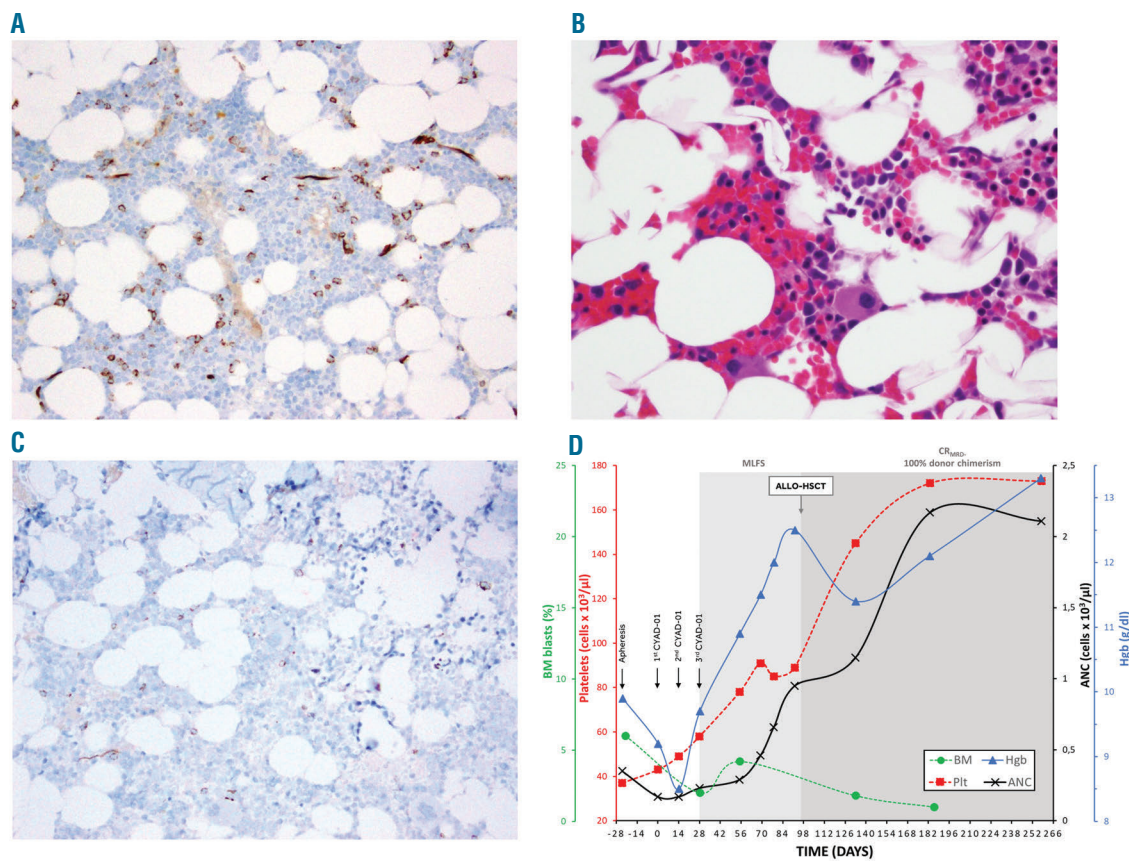 A
B
C
D
CR MRD-
MLFS
100% donor chimerism
ALLO-HSCT
BM blasts (%)
25
20
15
10
5
0
Platelets (cells x 10³/µl)
180
160
140
120
100
80
60
40
20
Apheresis
1st CYAD-01
2nd CYAD-01
3rd CYAD-01
BM
Hgb
Plt
ANC
2,5
2
1,5
1
0,5
0
ANC (cells x 10³/µl)
13
12
11
10
9
8
Hgb (g/dl)
-28 -14 0 14 28 42 56 70 84 98 112 126 140 154 168 182 196 210 224 238 252 266
TIME (DAYS)